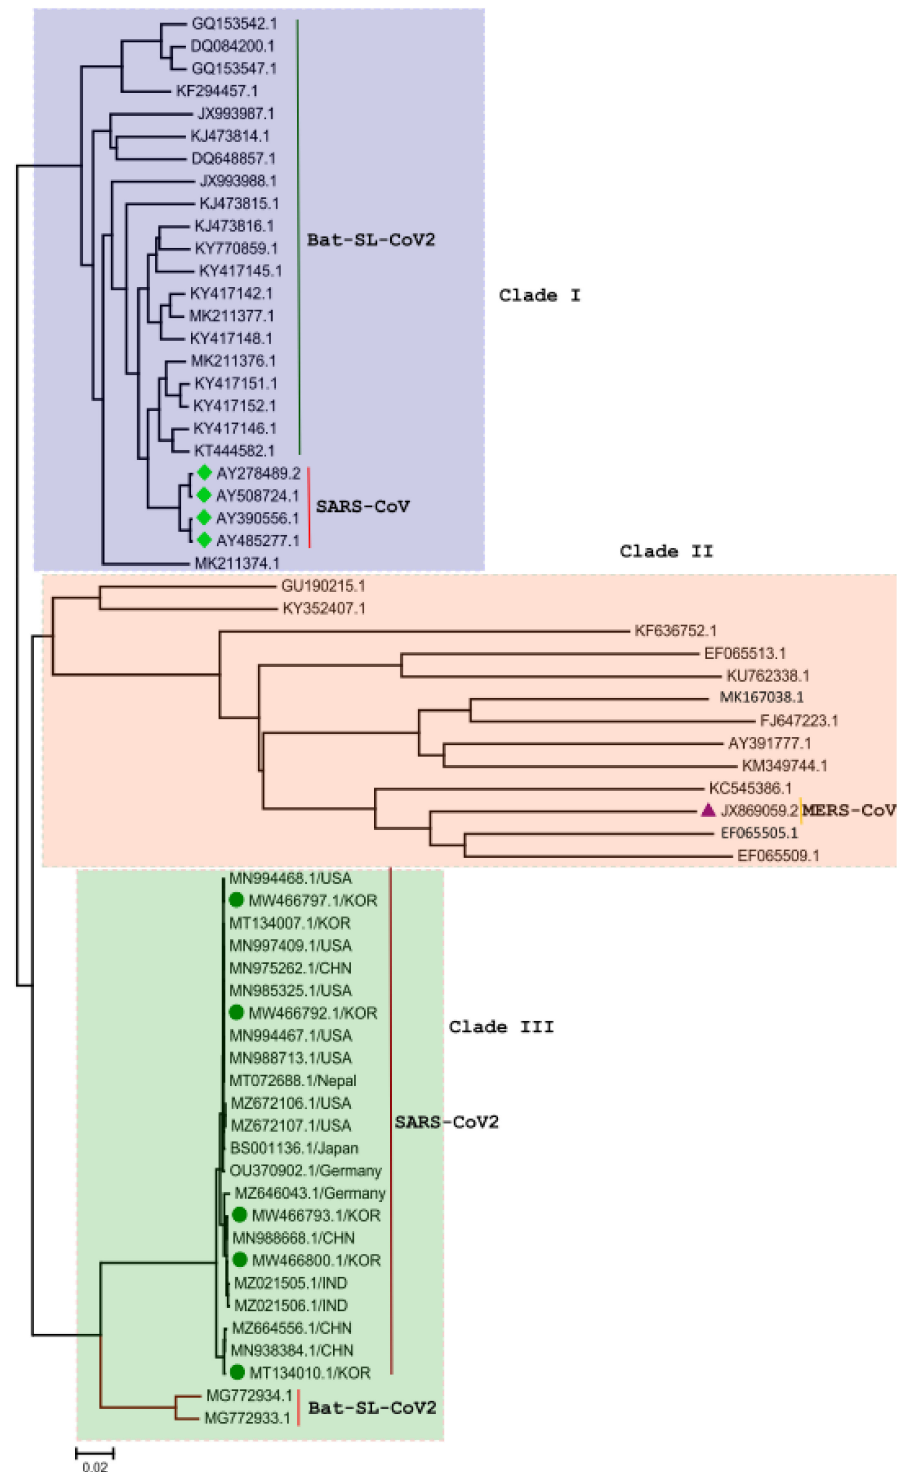 GQ153542.1
DQ084200.1
GQ153547.1
KF294457.1
JX993987.1
KJ473814.1
DQ648857.1
JX993988.1
KJ473815.1
KJ473816.1
Bat-SL-CoV2
KY770859.1
KY417145.1
KY417142.1
Clade I
MK211377.1
KY417148.1
MK211376.1
KY417151.1
KY417152.1
KY417146.1
KT444582.1
AY278489.2
AY508724.1
SARS-CoV
AY390556.1
AY485277.1
Clade II
MK211374.1
GU190215.1
KY352407.1
KF636752.1
EF065513.1
KU762338.1
MK167038.1
FJ647223.1
AY391777.1
KM349744.1
KC545386.1
JX869059.2 MERS-CoV
EF065505.1
EF065509.1
MN994468.1/USA
MW466797.1/KOR
MT134007.1/KOR
MN997409.1/USA
MN975262.1/CHN
MN985325.1/USA
MW466792.1/KOR
Clade III
MN994467.1/USA
MN988713.1/USA
MT072688.1/Nepal
MZ672106.1/USA
SARS-CoV2
MZ672107.1/USA
BS001136.1/Japan
OU370902.1/Germany
MZ646043.1/Germany
MW466793.1/KOR
MN988668.1/CHN
MW466800.1/KOR
MZ021505.1/IND
MZ021506.1/IND
MZ664556.1/CHN
MN938384.1/CHN
MT134010.1/KOR
MG772934.1
Bat-SL-CoV2
MG772933.1
0.02